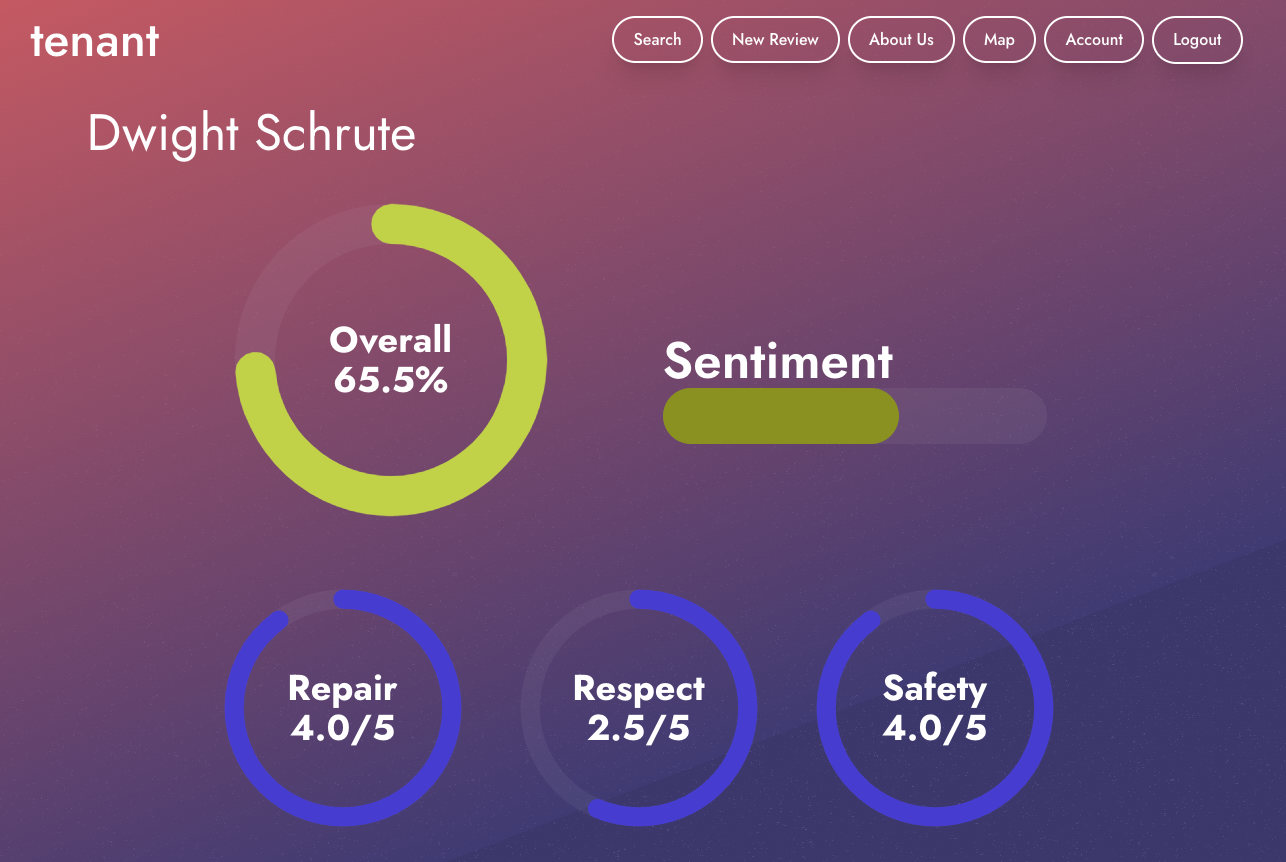 tenant
Search
New Review
About Us
Map
Account
Logout
Dwight Schrute
Overall
65.5%
Sentiment
Repair
4.0/5
Respect
2.5/5
Safety
4.0/5